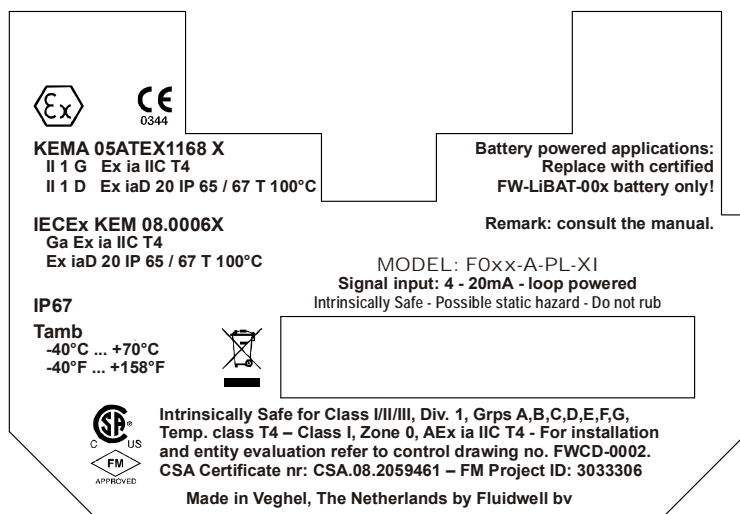 Ex
CE
0344
KEMA 05ATEX1168 X
II 1 G Ex ia IIC T4
II 1 D Ex iaD 20 IP 65 / 67 T 100°C
Battery powered applications:
Replace with certified
FW-LiBAT-00x battery only!
IECEx KEM 08.0006X
Ga Ex ia IIC T4
Ex iaD 20 IP 65 / 67 T 100°C
Remark: consult the manual.
MODEL: F0xx-A-PL-XI
Signal input: 4 - 20mA - loop powered
Intrinsically Safe - Possible static hazard - Do not rub
IP67
Tamb
-40°C ... +70°C
-40°F ... +158°F
CSA®
C US
FM
APPROVED
Intrinsically Safe for Class I/II/III, Div. 1, Grps A,B,C,D,E,F,G,
Temp. class T4 – Class I, Zone 0, AEx ia IIC T4 - For installation
and entity evaluation refer to control drawing no. FWCD-0002.
CSA Certificate nr: CSA.08.2059461 – FM Project ID: 3033306
Made in Veghel, The Netherlands by Fluidwell bv